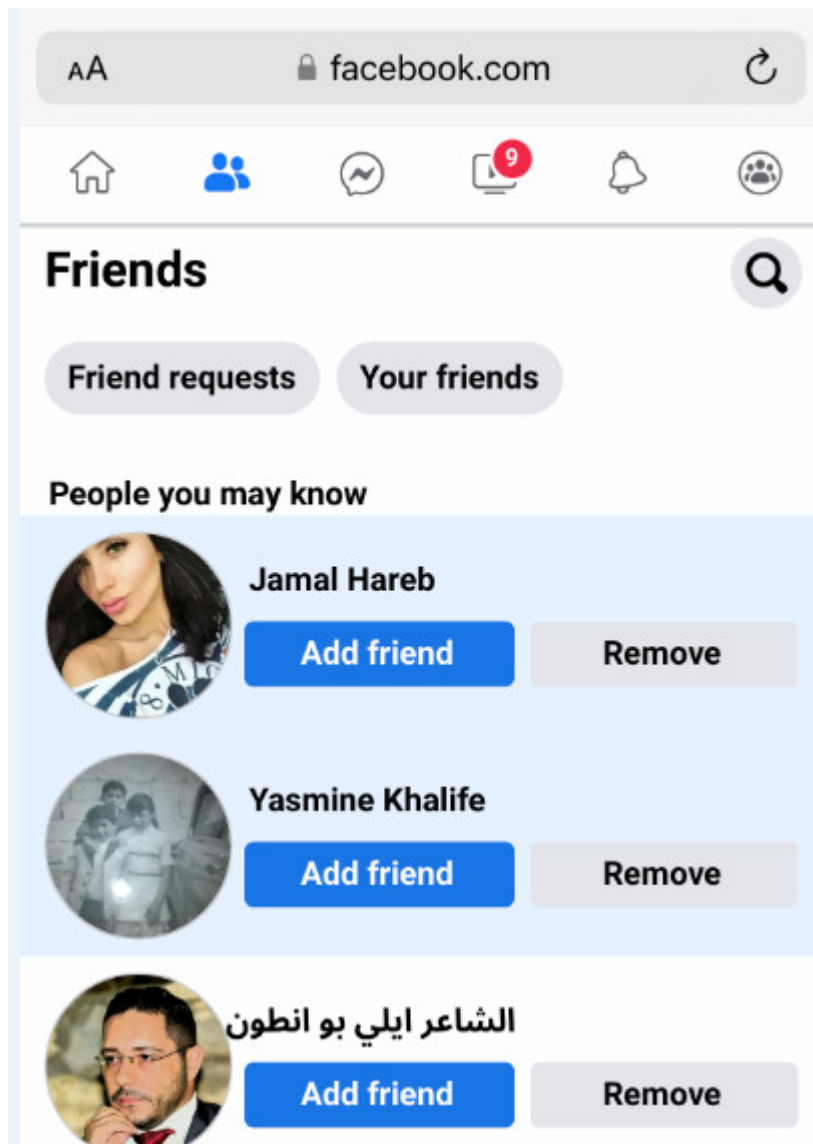 AA facebook.com
9
Friends
Friend requests Your friends
People you may know
Jamal Hareb
Add friend Remove
Yasmine Khalife
Add friend Remove
الشاعر ايلي بو انطون
Add friend Remove